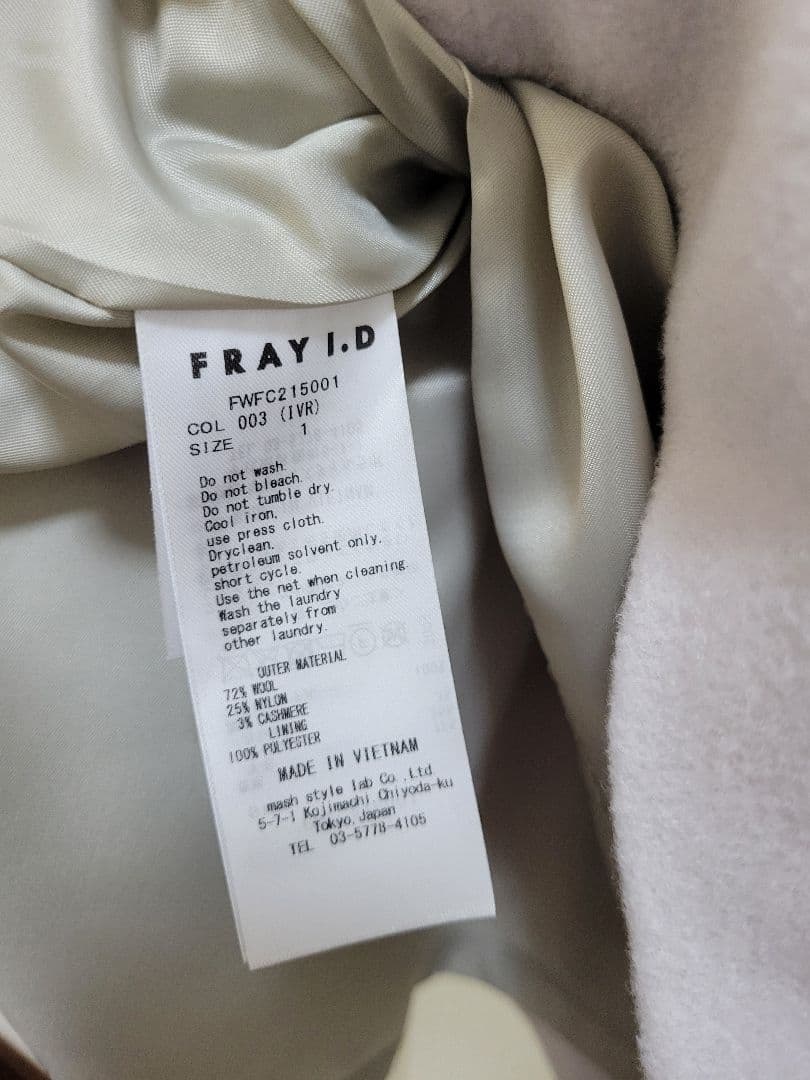 FRAY I.D
FWFC215001
COL 003 (IVR)
SIZE 1
Do not wash.
Do not bleach.
Do not tumble dry.
Cool iron.
use press cloth.
Dryclean.
petroleum solvent only.
short cycle.
Use the net when cleaning.
Wash the laundry
separately from
other laundry.
OUTER MATERIAL
72% WOOL
25% NYLON
3% CASHMERE
LINING
100% POLYESTER
MADE IN VIETNAM
mash style lab Co.,Ltd
5-7-1 Kojimachi,Chiyoda-ku
Tokyo,Japan
TEL 03-5778-4105